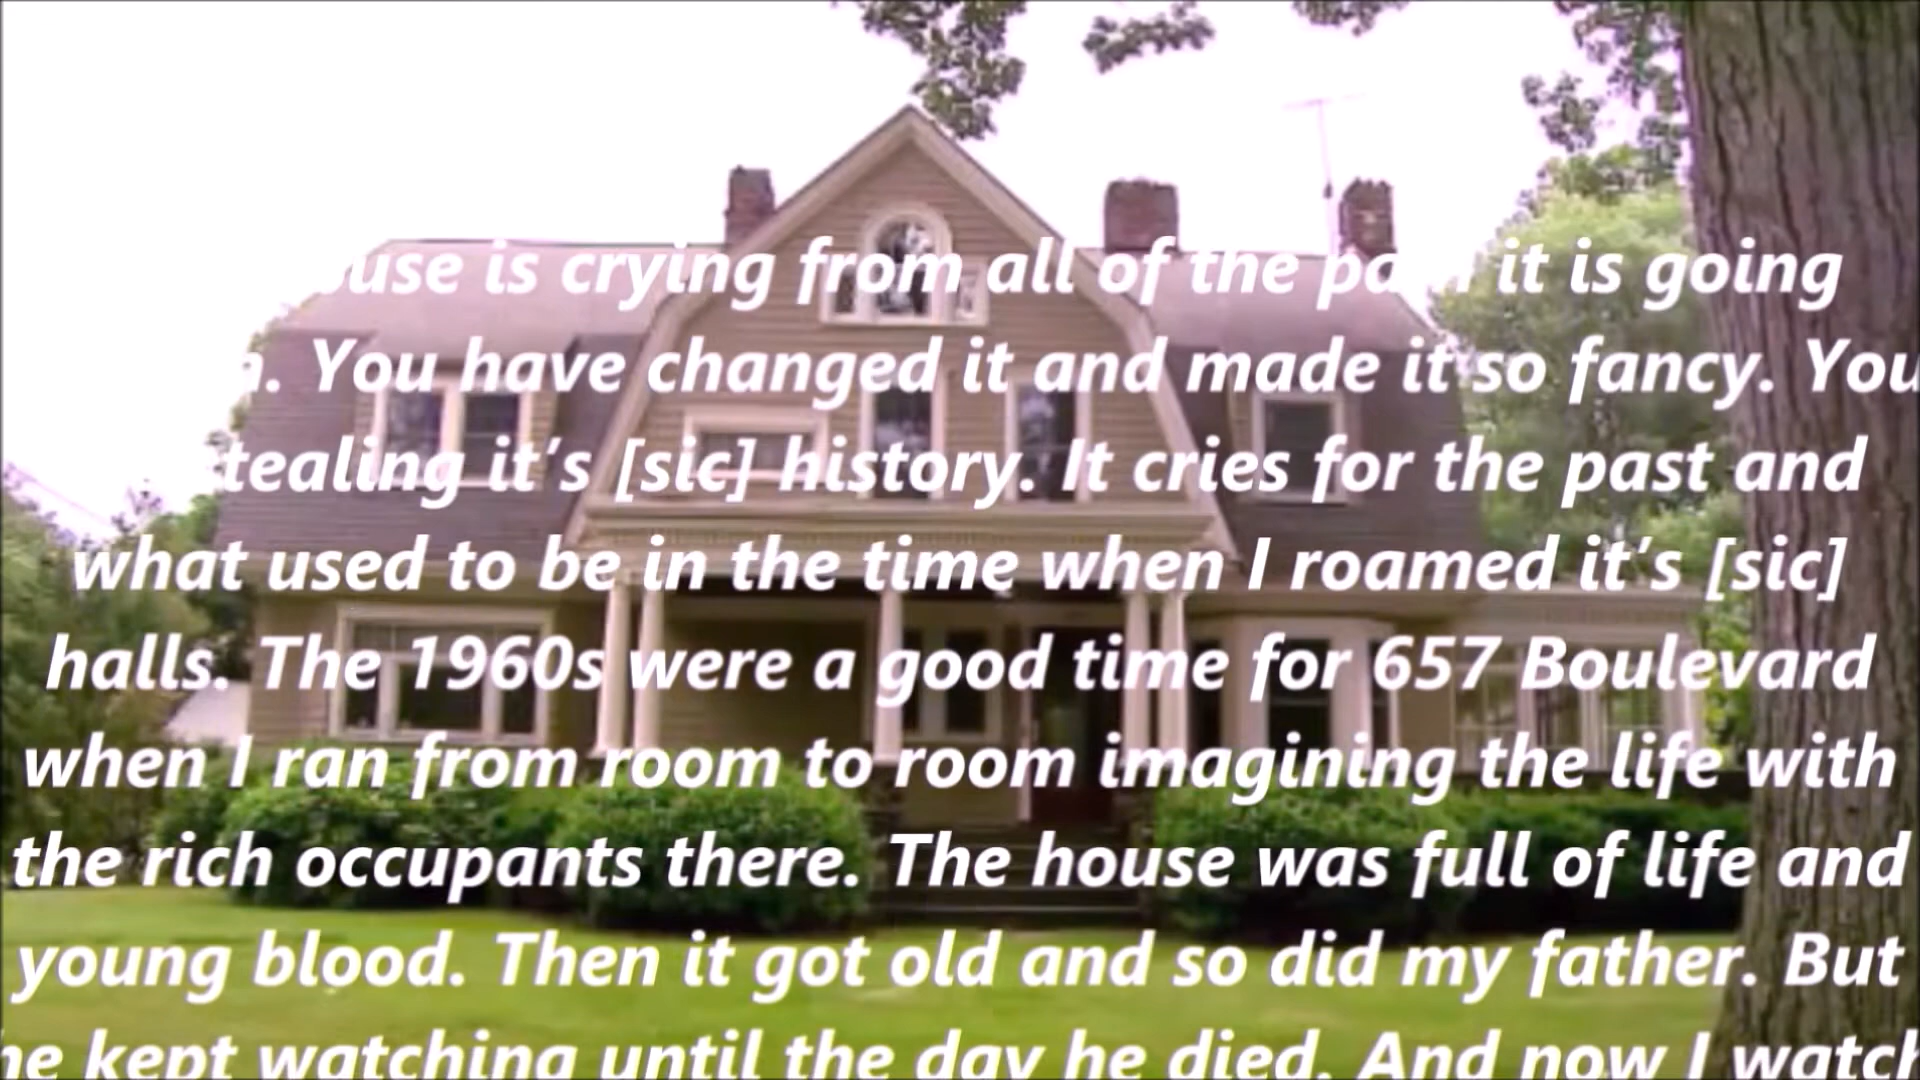 is crying from all of the it is going
You have changed it and made it so fancy. You
it's [sic] history. It cries for the past and
what used to be in the time when I roamed it's [sic]
halls. The 1960s were a good time for 657 Boulevard
when I ran from room to room imagining the life with
the rich occupants there. The house was full of life and
young blood. Then it got old and so did my father. But
kept watching until the day he died. And now I watch